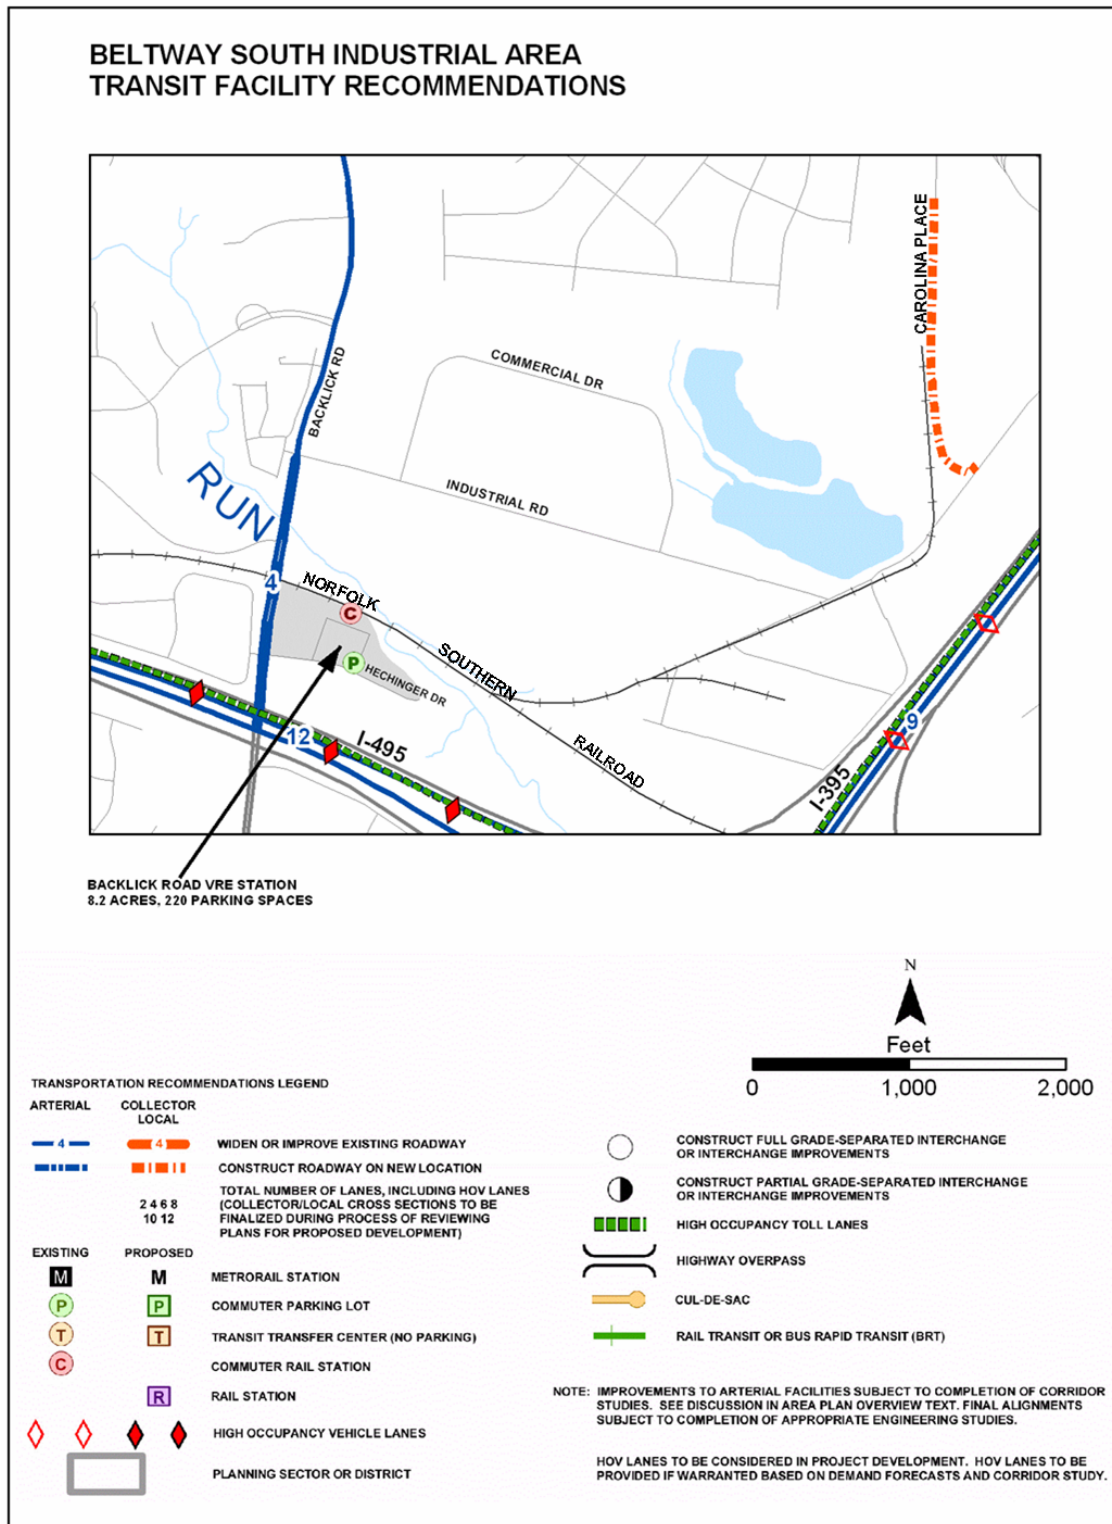 BELTWAY SOUTH INDUSTRIAL AREA
TRANSIT FACILITY RECOMMENDATIONS
CAROLINA PLACE
COMMERCIAL DR
BACKLICK RD
INDUSTRIAL RD
RUN
4
NORFOLK
C
SOUTHERN
P
HECHINGER DR
RAILROAD
12
I-495
9
I-395
BACKLICK ROAD VRE STATION
8.2 ACRES, 220 PARKING SPACES
N
Feet
0 1,000 2,000
TRANSPORTATION RECOMMENDATIONS LEGEND
ARTERIAL COLLECTOR
LOCAL
4 4 WIDEN OR IMPROVE EXISTING ROADWAY
CONSTRUCT ROADWAY ON NEW LOCATION
2 4 6 8
10 12
TOTAL NUMBER OF LANES, INCLUDING HOV LANES
(COLLECTOR/LOCAL CROSS SECTIONS TO BE
FINALIZED DURING PROCESS OF REVIEWING
PLANS FOR PROPOSED DEVELOPMENT)
EXISTING PROPOSED
M M METRORAIL STATION
P P COMMUTER PARKING LOT
T T TRANSIT TRANSFER CENTER (NO PARKING)
C COMMUTER RAIL STATION
R RAIL STATION
HIGH OCCUPANCY VEHICLE LANES
PLANNING SECTOR OR DISTRICT
CONSTRUCT FULL GRADE-SEPARATED INTERCHANGE
OR INTERCHANGE IMPROVEMENTS
CONSTRUCT PARTIAL GRADE-SEPARATED INTERCHANGE
OR INTERCHANGE IMPROVEMENTS
HIGH OCCUPANCY TOLL LANES
HIGHWAY OVERPASS
CUL-DE-SAC
RAIL TRANSIT OR BUS RAPID TRANSIT (BRT)
NOTE: IMPROVEMENTS TO ARTERIAL FACILITIES SUBJECT TO COMPLETION OF CORRIDOR
STUDIES. SEE DISCUSSION IN AREA PLAN OVERVIEW TEXT. FINAL ALIGNMENTS
SUBJECT TO COMPLETION OF APPROPRIATE ENGINEERING STUDIES.
HOV LANES TO BE CONSIDERED IN PROJECT DEVELOPMENT. HOV LANES TO BE
PROVIDED IF WARRANTED BASED ON DEMAND FORECASTS AND CORRIDOR STUDY.